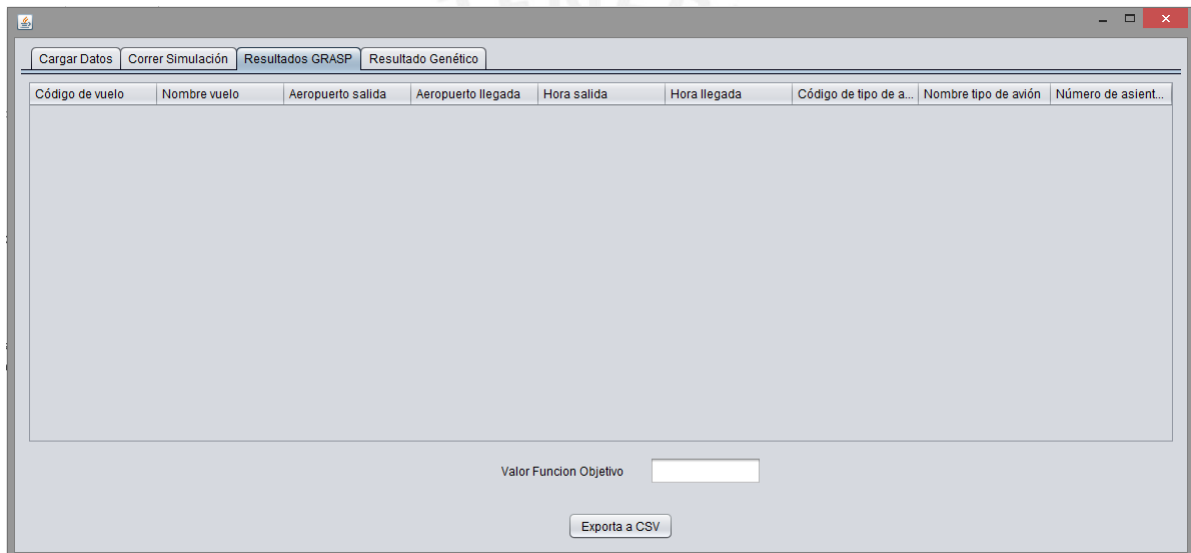 Cargar Datos Correr Simulación Resultados GRASP Resultado Genético
Código de vuelo Nombre vuelo Aeropuerto salida Aeropuerto llegada Hora salida Hora llegada Código de tipo de a... Nombre tipo de avión Número de asient...
Valor Funcion Objetivo
Exporta a CSV